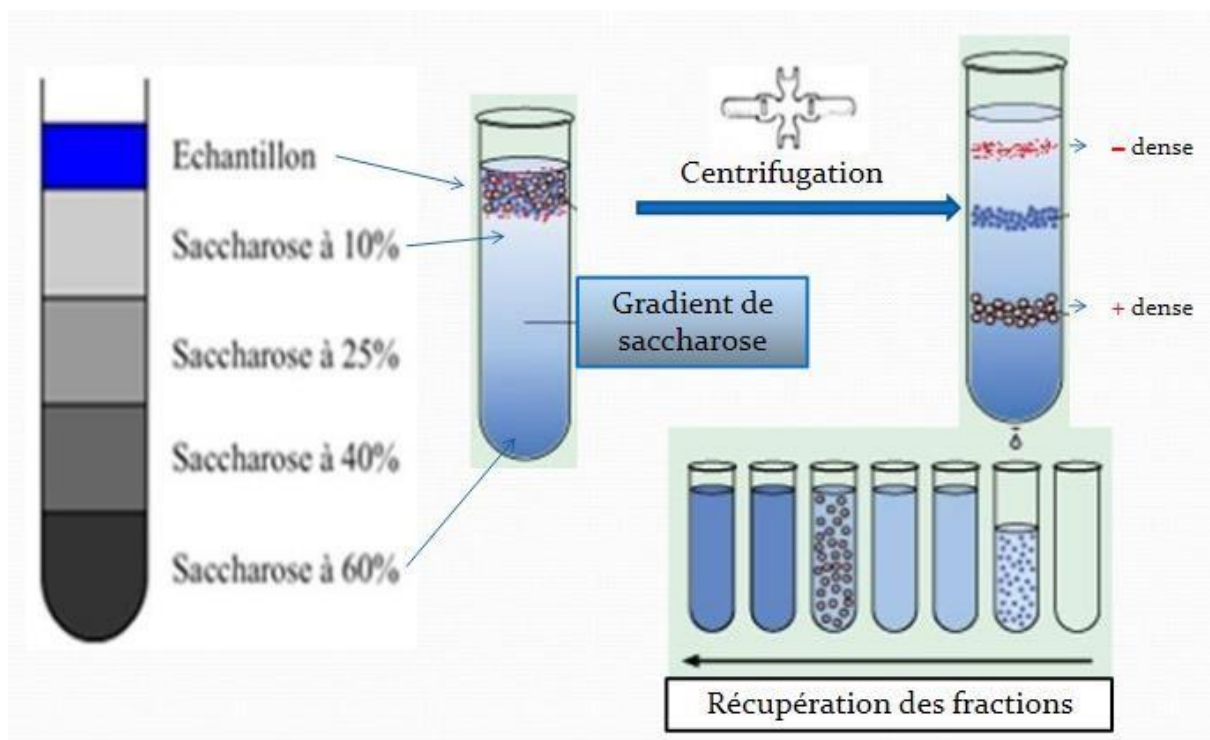 Echantillon
Saccharose à 10%
Saccharose à 25%
Saccharose à 40%
Saccharose à 60%
Gradient de
saccharose
Centrifugation
– dense
+ dense
Récupération des fractions